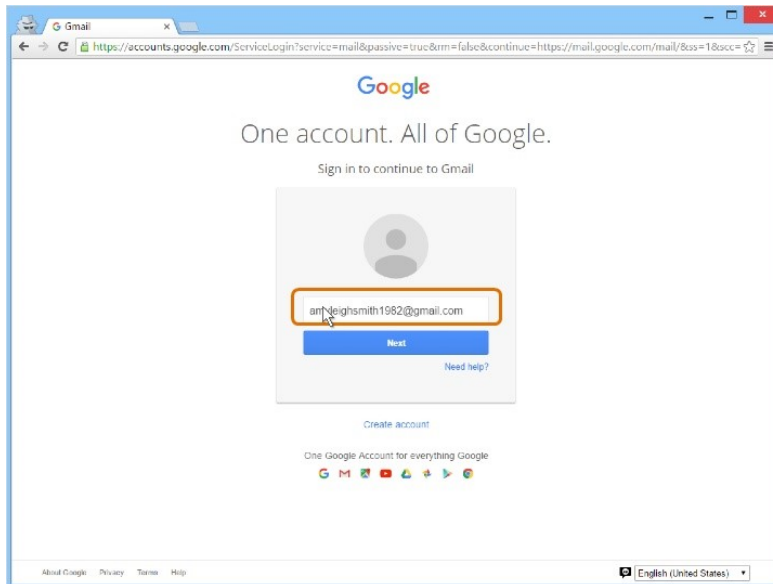 G Gmail
https://accounts.google.com/ServiceLogin?service=mail&passive=true&rm=false&continue=https://mail.google.com/mail/&ss=1&scc=
Google
One account. All of Google.
Sign in to continue to Gmail
Next
Need help?
Create account
One Google Account for everything Google
About Google Privacy Terms Help
English (United States)